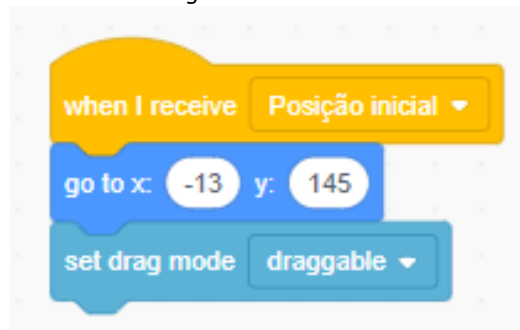 when I receive Posição inicial
go to x: -13 y: 145
set drag mode draggable